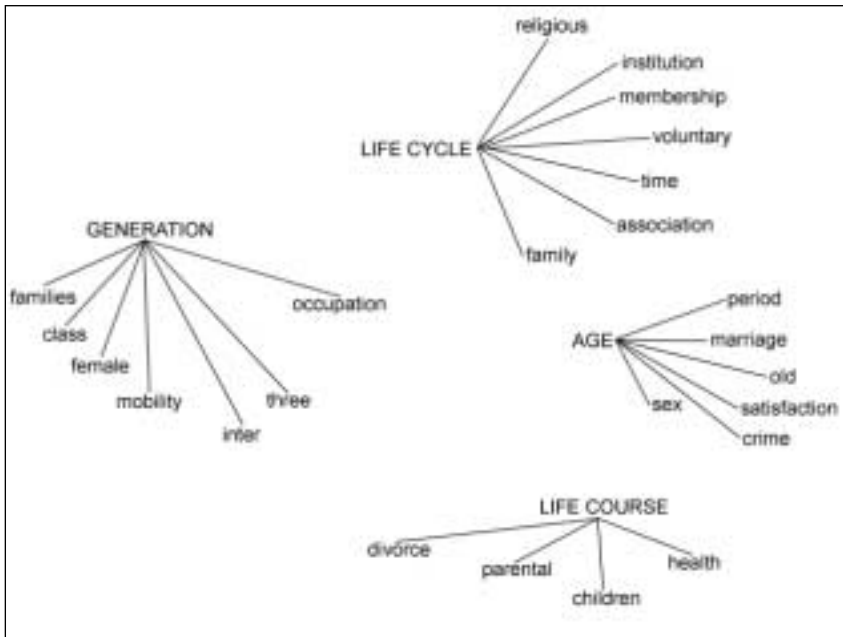 religious
institution
membership
voluntary
LIFE CYCLE
time
association
family
GENERATION
families
class
female
mobility
inter
three
occupation
period
AGE
marriage
old
sex
satisfaction
crime
LIFE COURSE
divorce
parental
children
health